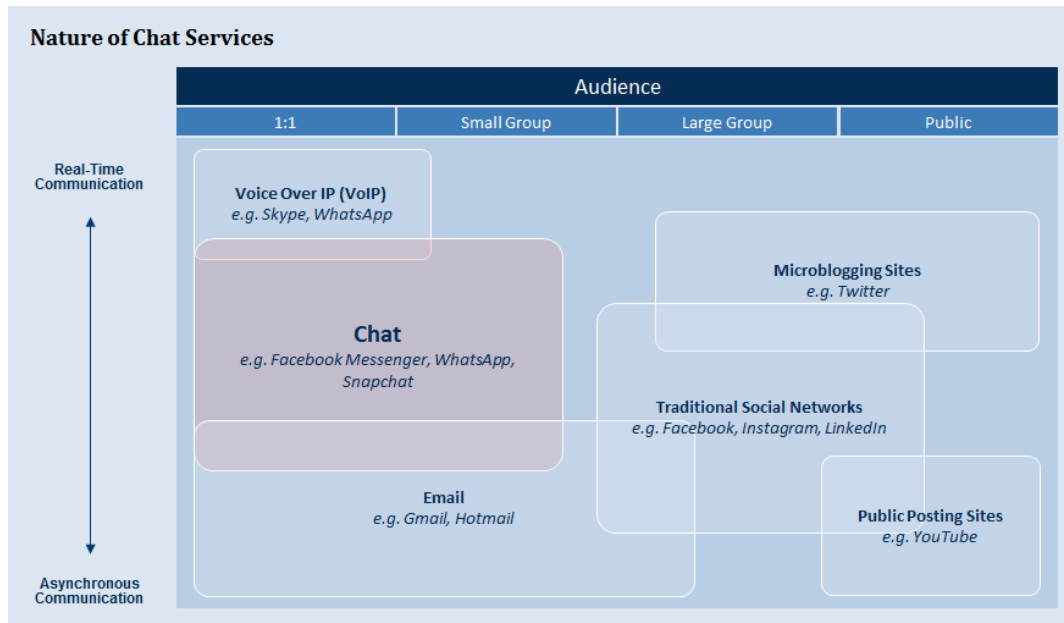 Nature of Chat Services
Audience
1:1
Small Group
Large Group
Public
Real-Time
Communication
Voice Over IP (VoIP)
e.g. Skype, WhatsApp
Microblogging Sites
e.g. Twitter
Chat
e.g. Facebook Messenger, WhatsApp,
Snapchat
Traditional Social Networks
e.g. Facebook, Instagram, LinkedIn
Email
e.g. Gmail, Hotmail
Public Posting Sites
e.g. YouTube
Asynchronous
Communication